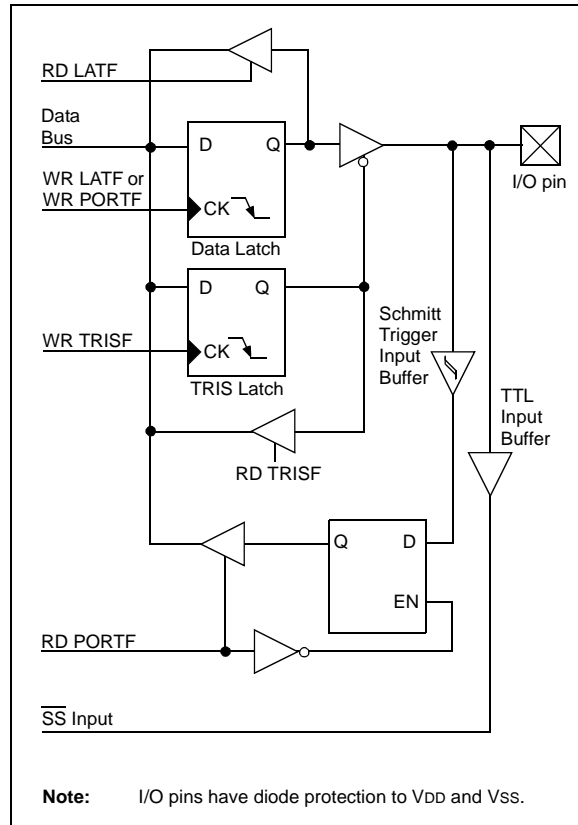 RD LATF
Data
Bus
D
Q
I/O pin
WR LATF or
WR PORTF
CK
Data Latch
D
Q
WR TRISF
CK
TRIS Latch
Schmitt
Trigger
Input
Buffer
TTL
Input
Buffer
RD TRISF
Q
D
EN
RD PORTF
SS Input
Note: I/O pins have diode protection to VDD and VSS.